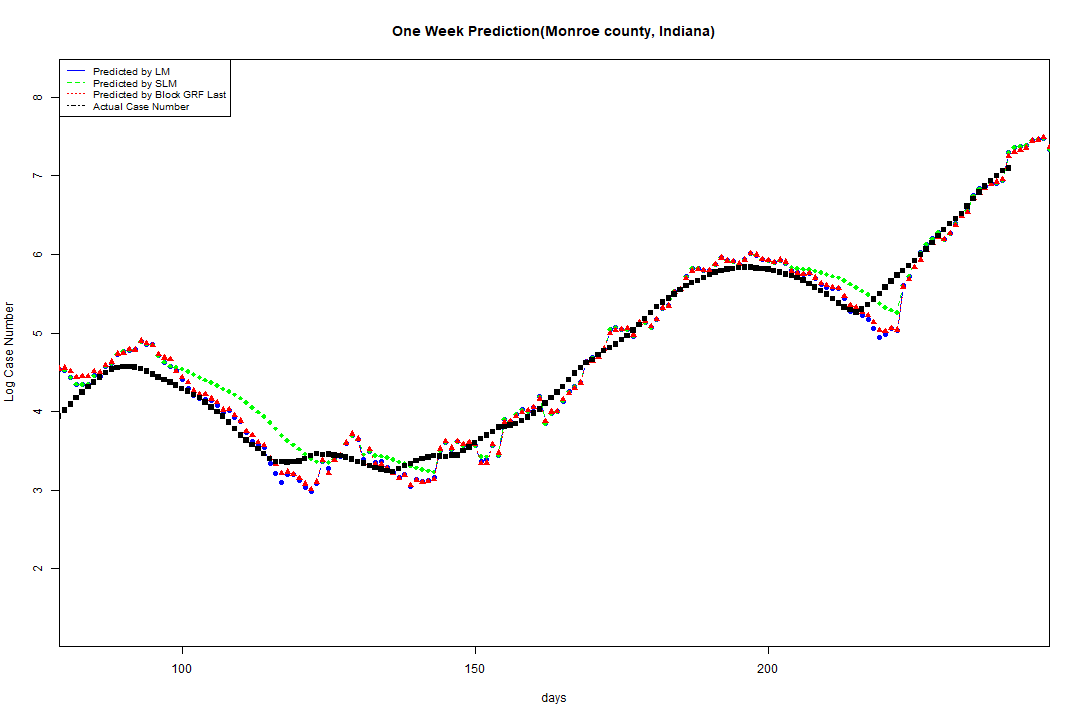 One Week Prediction(Monroe county, Indiana)
Predicted by LM
Predicted by SLM
Predicted by Block GRF Last
Actual Case Number
8
7
6
5
4
3
2
Log Case Number
100
150
200
days